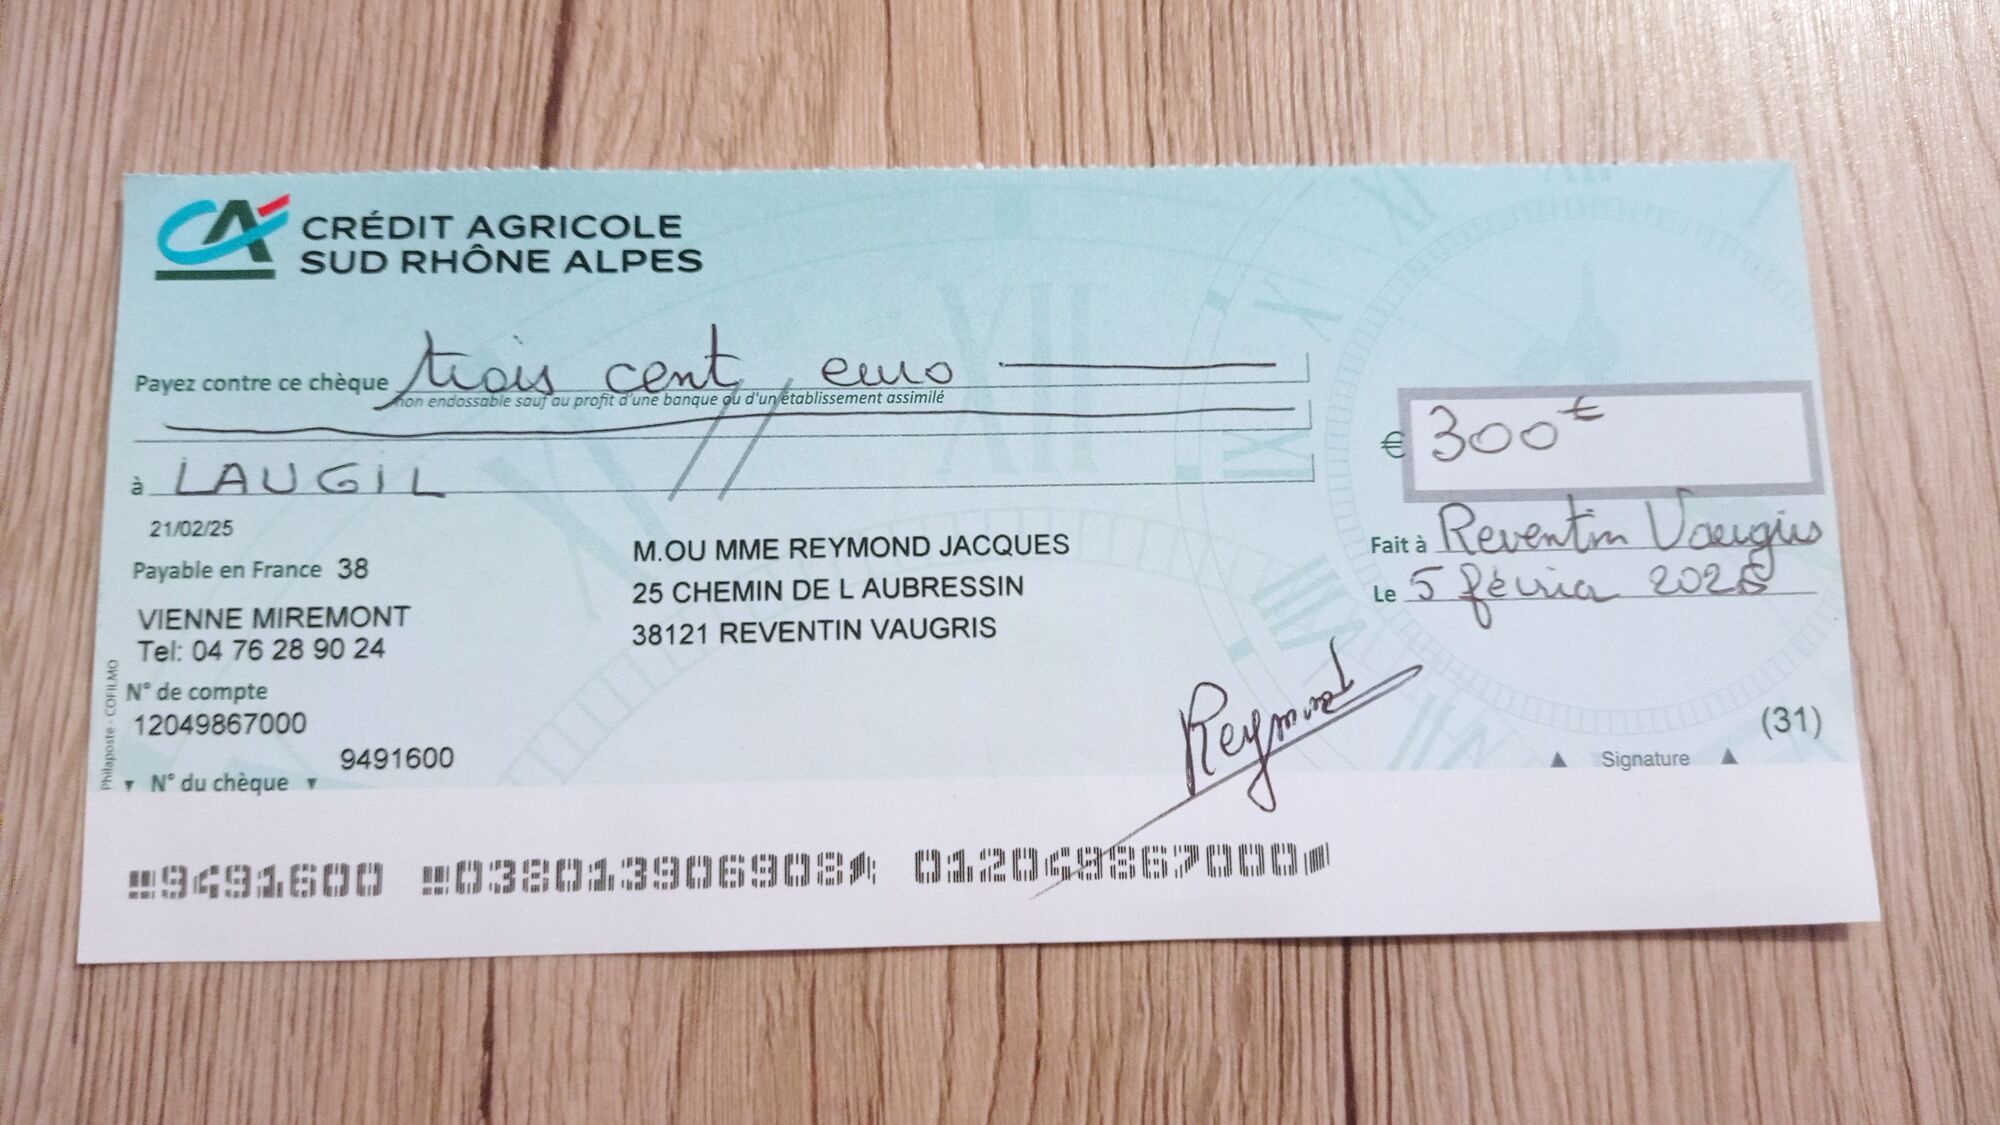 CRÉDIT AGRICOLE
SUD RHÔNE ALPES
Payez contre ce chèque trois cent euro
non endossable sauf au profit d'une banque ou d'un établissement assimilé
€ 300€
à LAUGIL
21/02/25
Payable en France 38
VIENNE MIREMONT
Tel: 04 76 28 90 24
N° de compte
12049867000
9491600
N° du chèque
M.OU MME REYMOND JACQUES
25 CHEMIN DE L AUBRESSIN
38121 REVENTIN VAUGRIS
Fait à Reventin Vaugris
Le 5 février 2026
Reymond
(31)
Signature
Philaposte - COFILMO
9491600 038013906908 012049867000